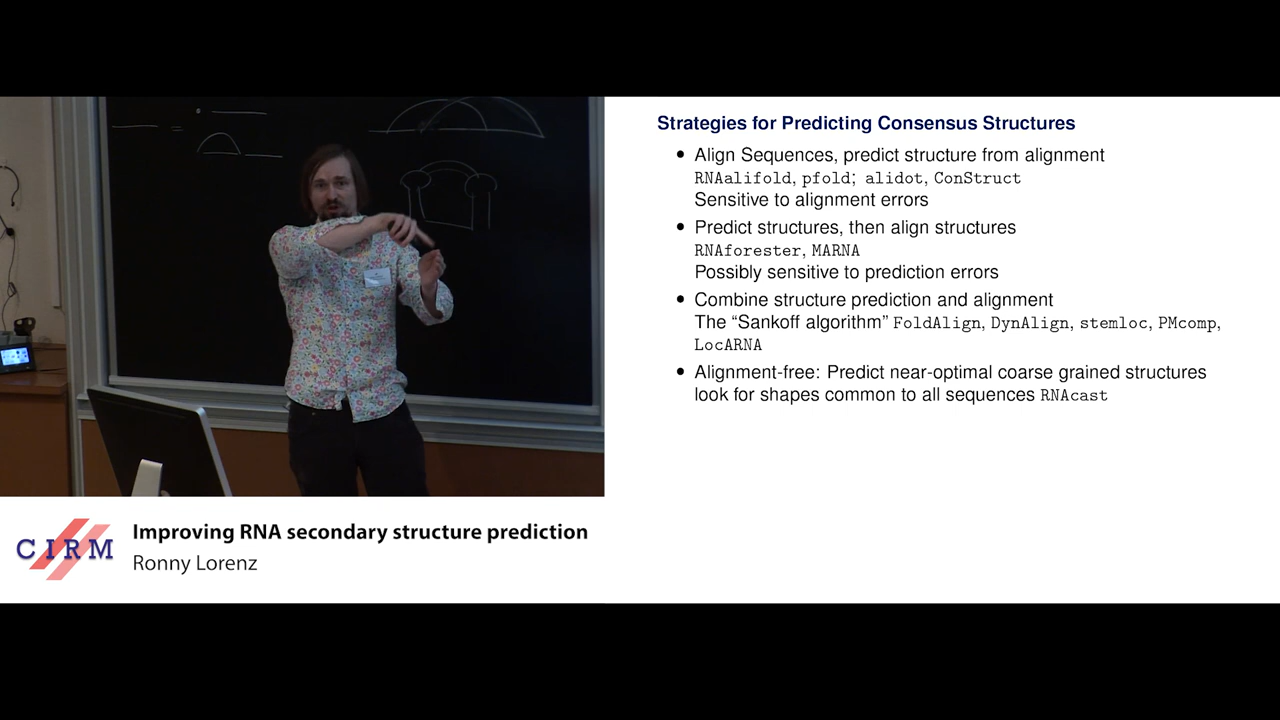 Strategies for Predicting Consensus Structures
• Align Sequences, predict structure from alignment
RNAalifold, pfold; alidot, ConStruct
Sensitive to alignment errors
• Predict structures, then align structures
RNAforester, MARNA
Possibly sensitive to prediction errors
• Combine structure prediction and alignment
The “Sankoff algorithm” FoldAlign, DynAlign, stemloc, PMcomp,
LocARNA
• Alignment-free: Predict near-optimal coarse grained structures
look for shapes common to all sequences RNAcast
CIRM
Improving RNA secondary structure prediction
Ronny Lorenz